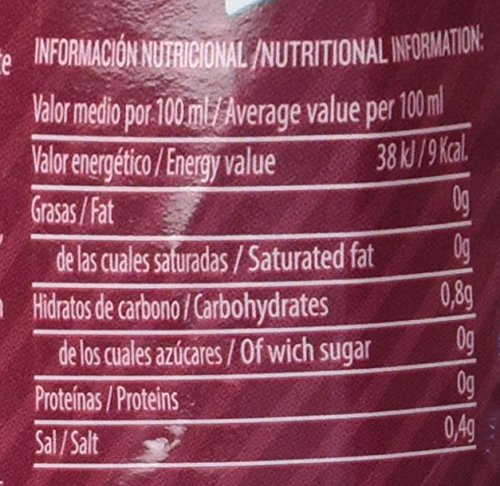 INFORMACIÓN NUTRICIONAL /NUTRITIONAL INFORMATION:
Valor medio por 100 ml / Average value per 100 ml
Valor energético / Energy value 38 kJ / 9 Kcal.
Grasas / Fat 0g
de las cuales saturadas / Saturated fat 0g
Hidratos de carbono / Carbohydrates 0,8g
de los cuales azúcares / Of wich sugar 0g
Proteínas / Proteins 0g
Sal / Salt 0,4g